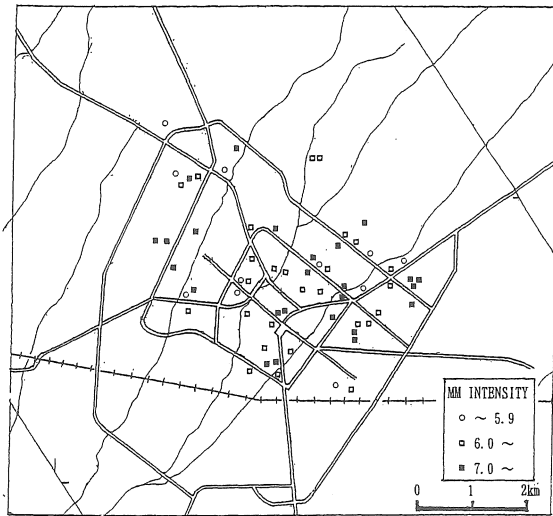 MM INTENSITY
○ ~ 5.9
□ 6.0 ~
■ 7.0 ~
0 1 2km